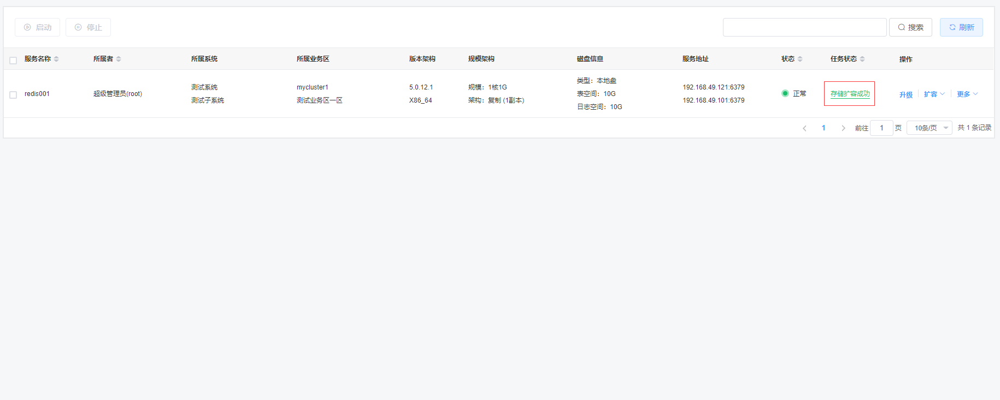 启动 停止 搜索 刷新
服务名称 所属者 所属系统 所属业务区 版本架构 规模架构 磁盘信息 服务地址 状态 任务状态 操作
redis001
超级管理员(root)
测试系统
测试子系统
mycluster1
测试业务区一区
5.0.12.1
X86_64
规模：1核1G
架构：复制 (1副本)
类型：本地盘
表空间：10G
日志空间：10G
192.168.49.121:6379
192.168.49.101:6379
正常
存储扩容成功
升级 扩容 更多
1 前往 1 页 10条/页 共 1 条记录